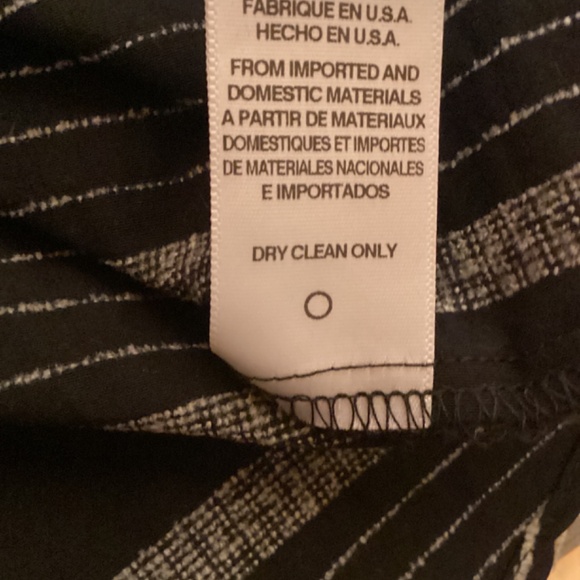 FABRIQUE EN U.S.A.
HECHO EN U.S.A.
FROM IMPORTED AND
DOMESTIC MATERIALS
A PARTIR DE MATERIAUX
DOMESTIQUES ET IMPORTES
DE MATERIALES NACIONALES
E IMPORTADOS
DRY CLEAN ONLY